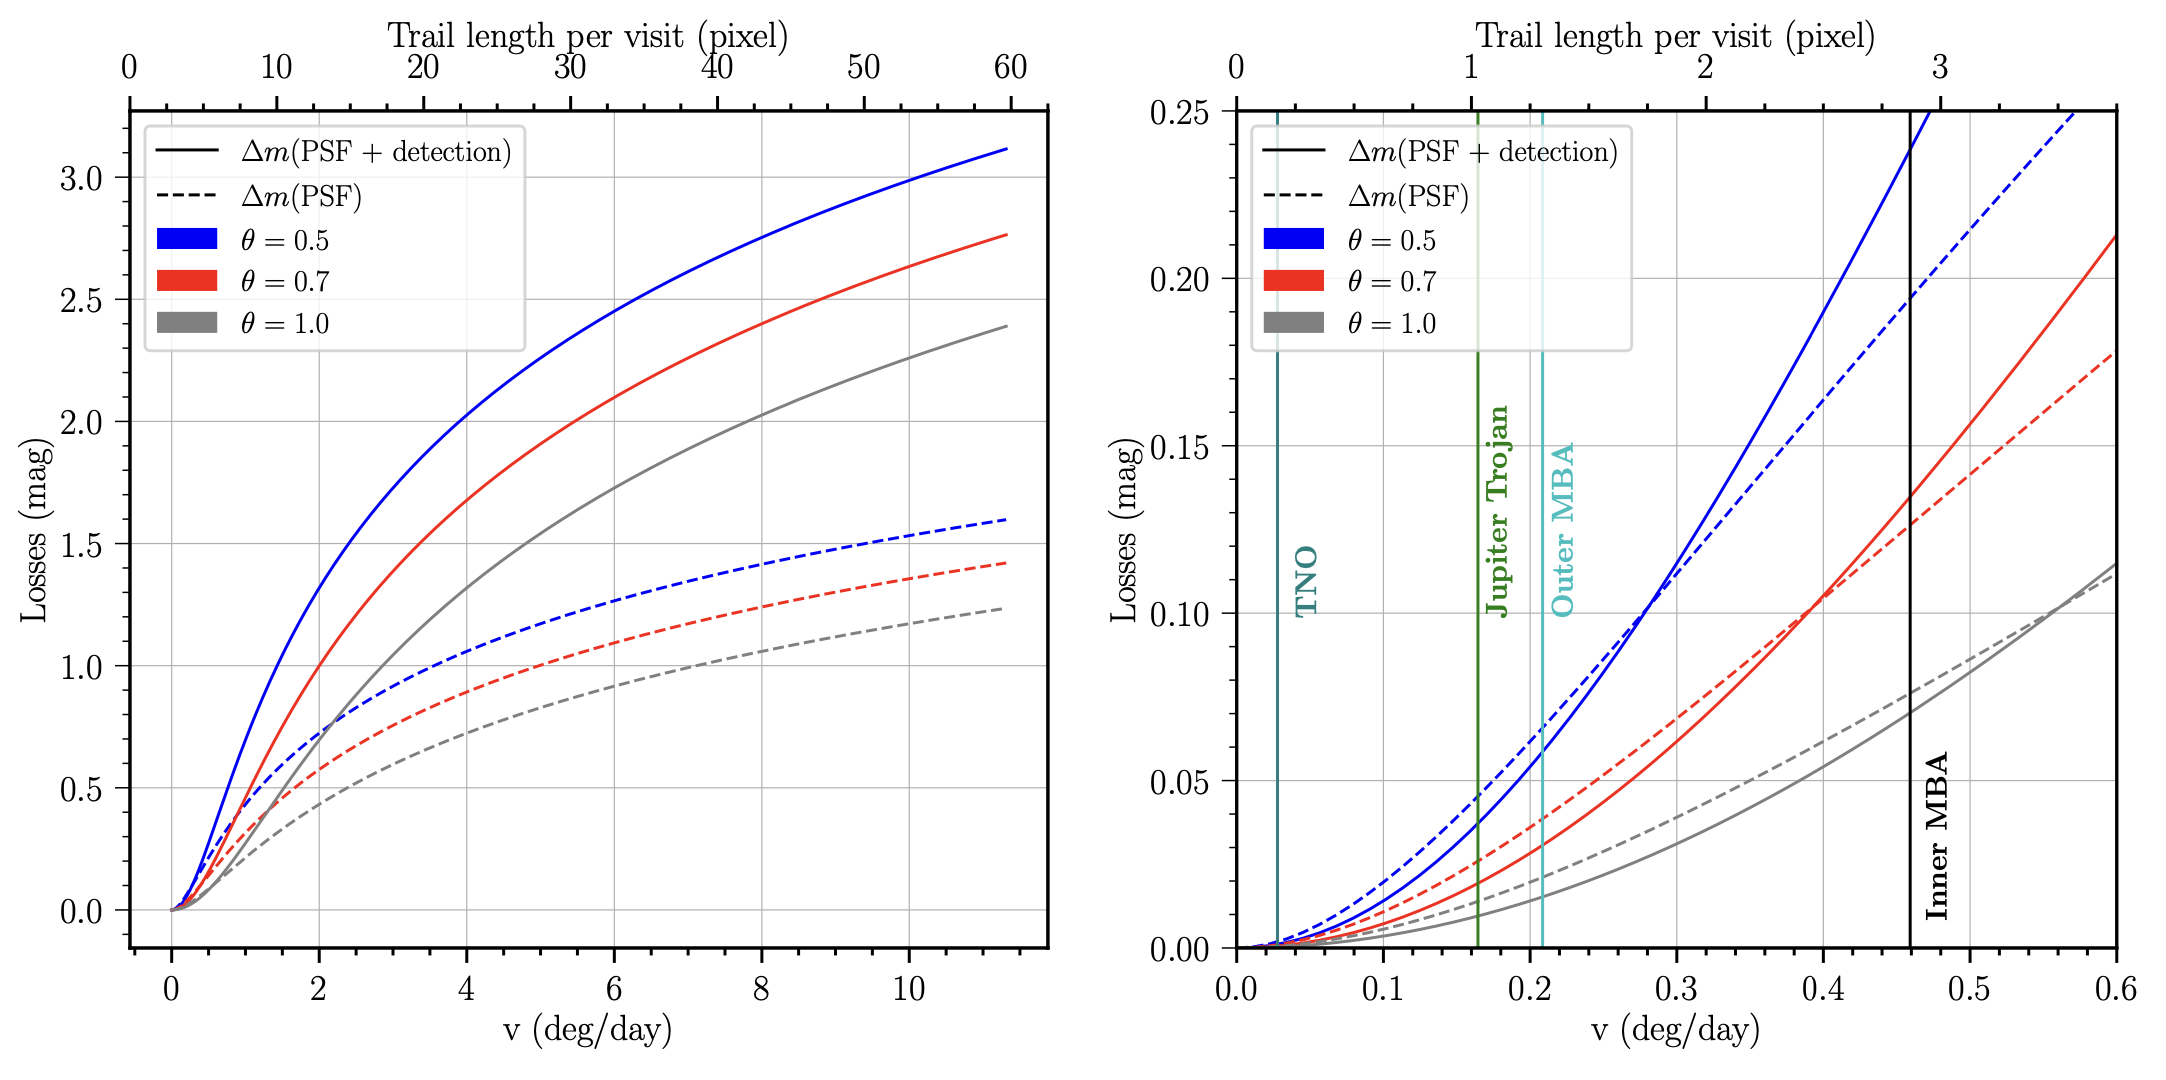 Trail length per visit (pixel)
0 10 20 30 40 50 60
Δm(PSF + detection)
Δm(PSF)
θ = 0.5
θ = 0.7
θ = 1.0
Losses (mag)
3.0
2.5
2.0
1.5
1.0
0.5
0.0
0 2 4 6 8 10
v (deg/day)
Trail length per visit (pixel)
0 1 2 3
Δm(PSF + detection)
Δm(PSF)
θ = 0.5
θ = 0.7
θ = 1.0
Losses (mag)
0.25
0.20
0.15
0.10
0.05
0.00
TNO
Jupiter Trojan
Outer MBA
Inner MBA
0.0 0.1 0.2 0.3 0.4 0.5 0.6
v (deg/day)